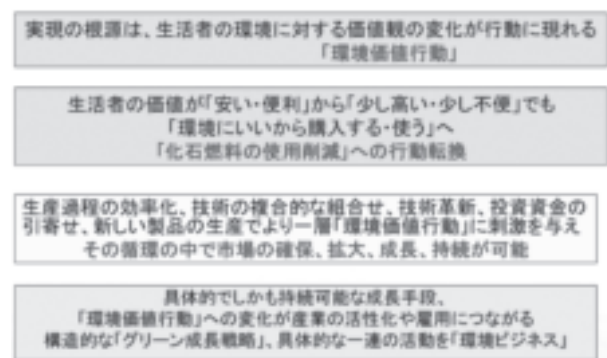 実現の根源は、生活者の環境に対する価値観の変化が行動に現れる
「環境価値行動」
生活者の価値が「安い・便利」から「少し高い・少し不便」でも
「環境にいいから購入する・使う」へ
「化石燃料の使用削減」への行動転換
生産過程の効率化、技術の複合的な組合せ、技術革新、投資資金の
引寄せ、新しい製品の生産でより一層「環境価値行動」に刺激を与え
その循環の中で市場の確保、拡大、成長、持続が可能
具体的でしかも持続可能な成長手段、
「環境価値行動」への変化が産業の活性化や雇用につながる
構造的な「グリーン成長戦略」、具体的な一連の活動を「環境ビジネス」